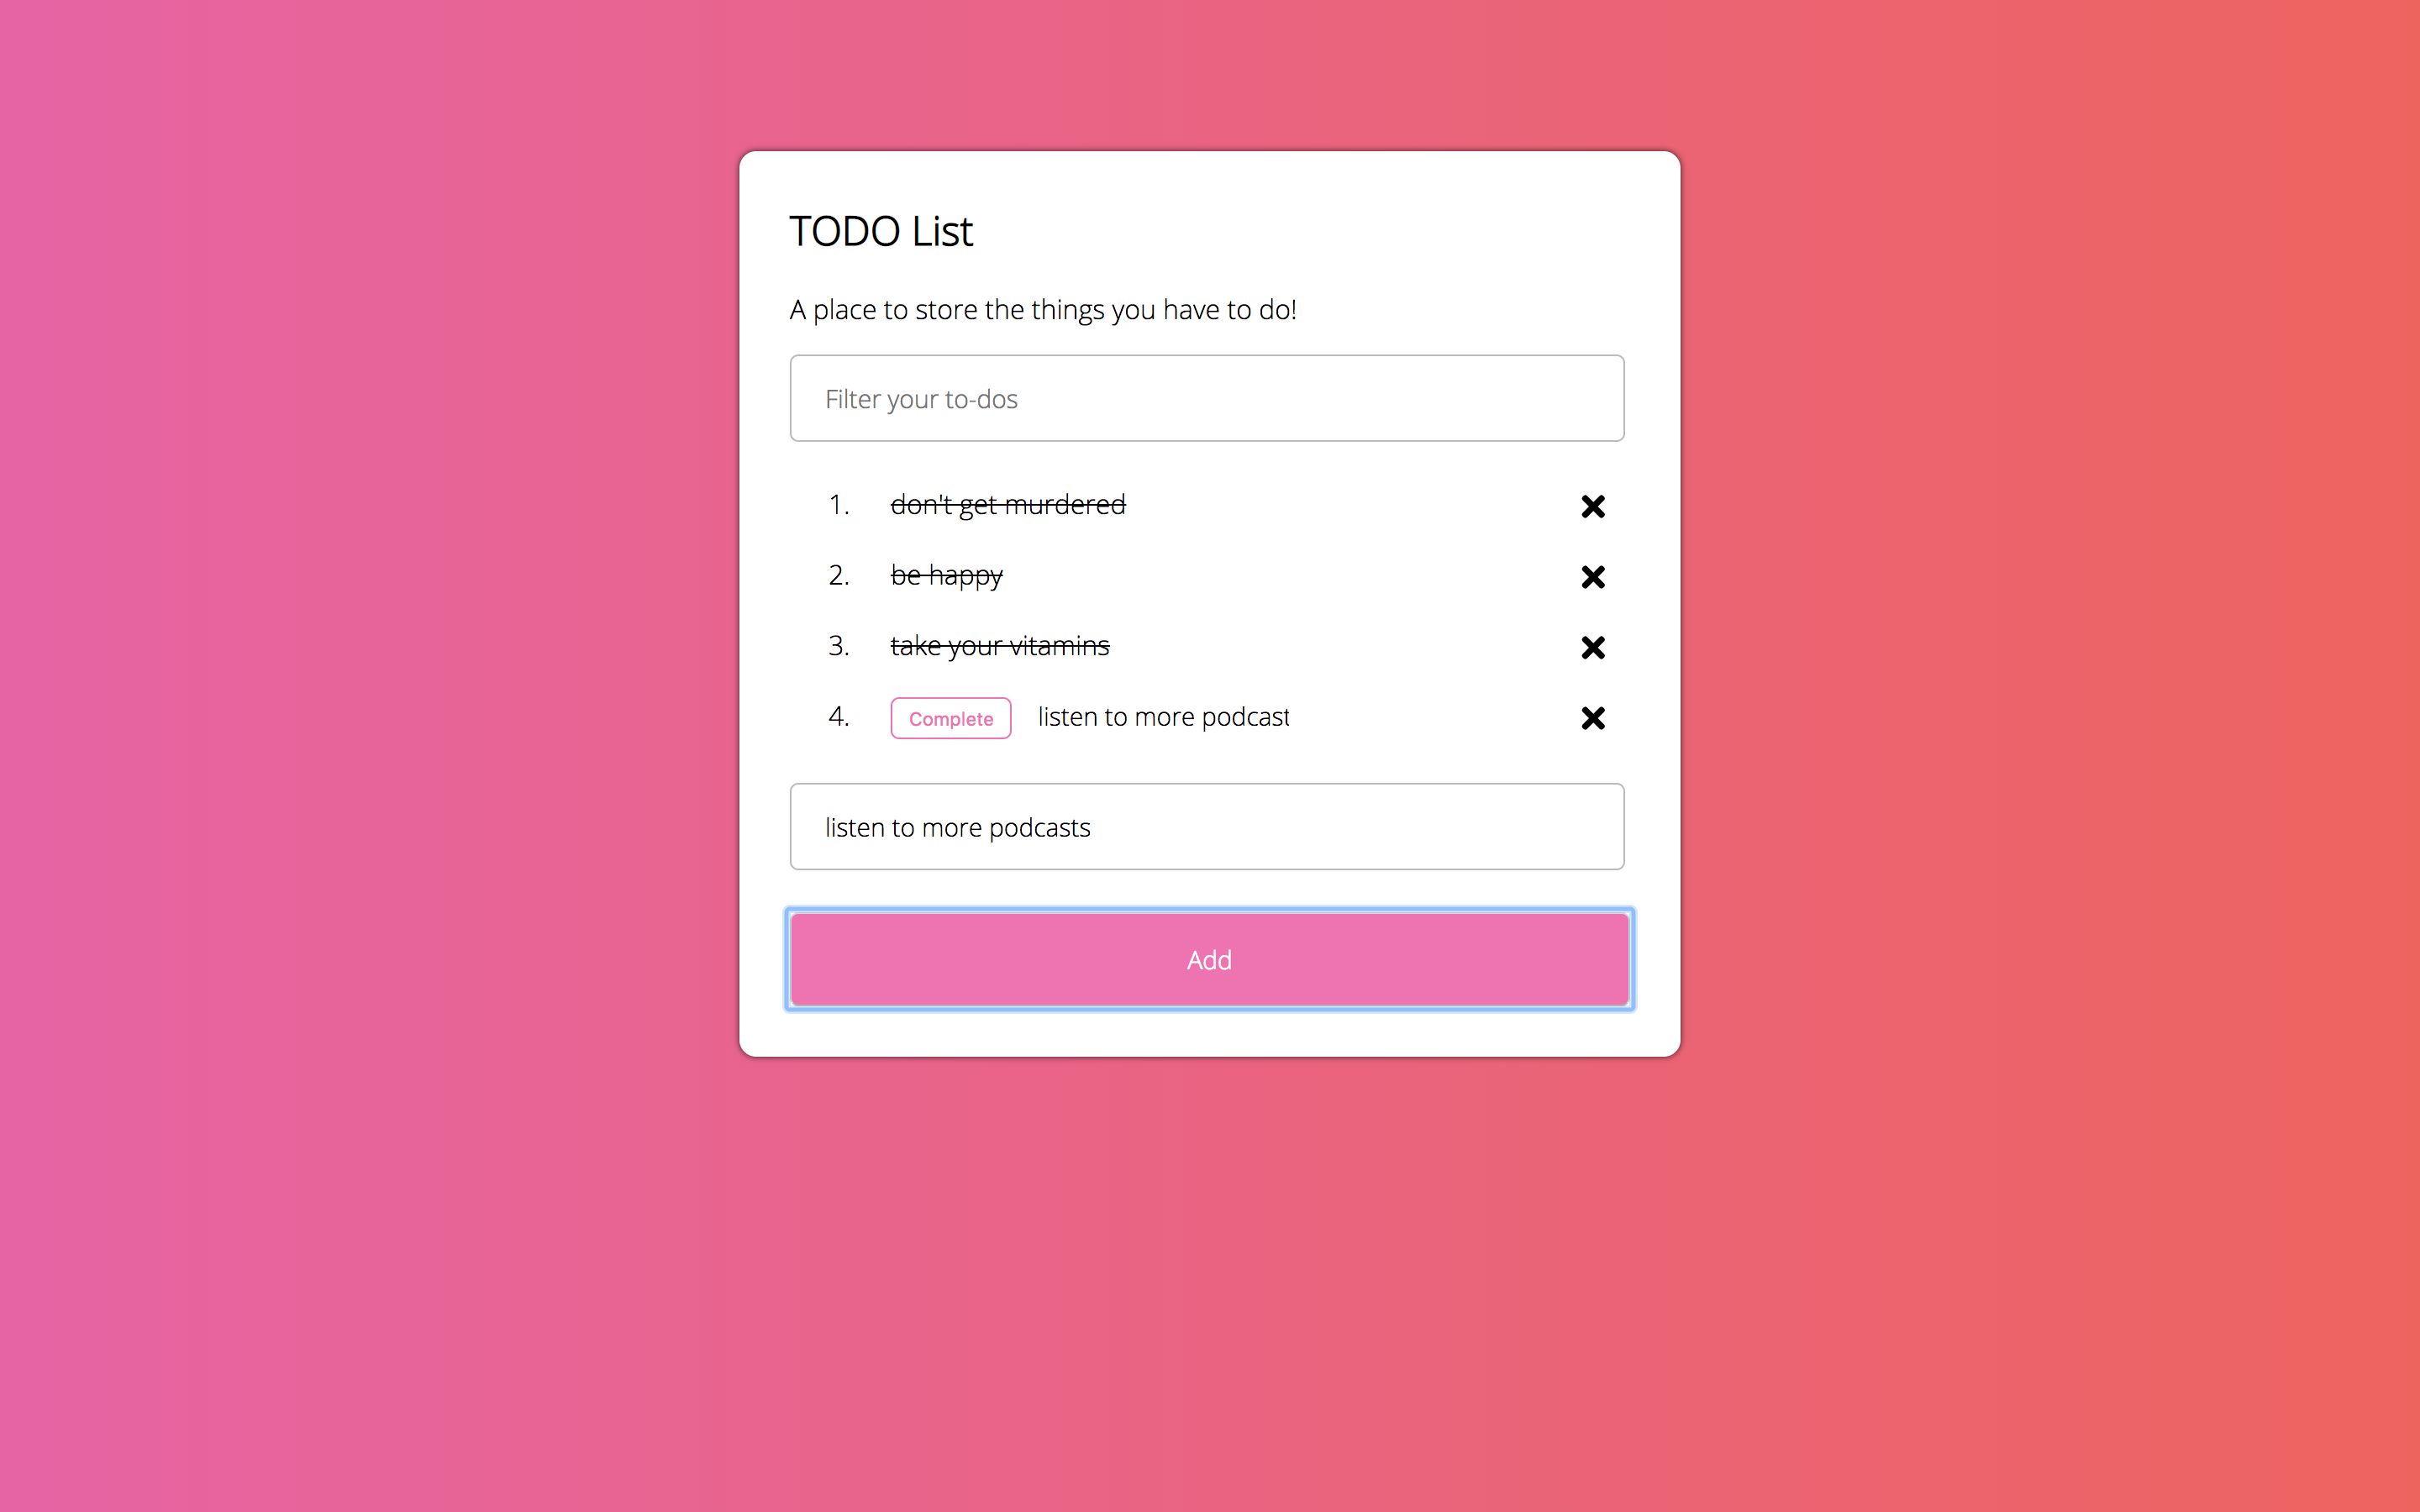 TODO List
A place to store the things you have to do!
Filter your to-dos
1. don't get murdered
2. be happy
3. take your vitamins
4. Complete listen to more podcast
listen to more podcasts
Add